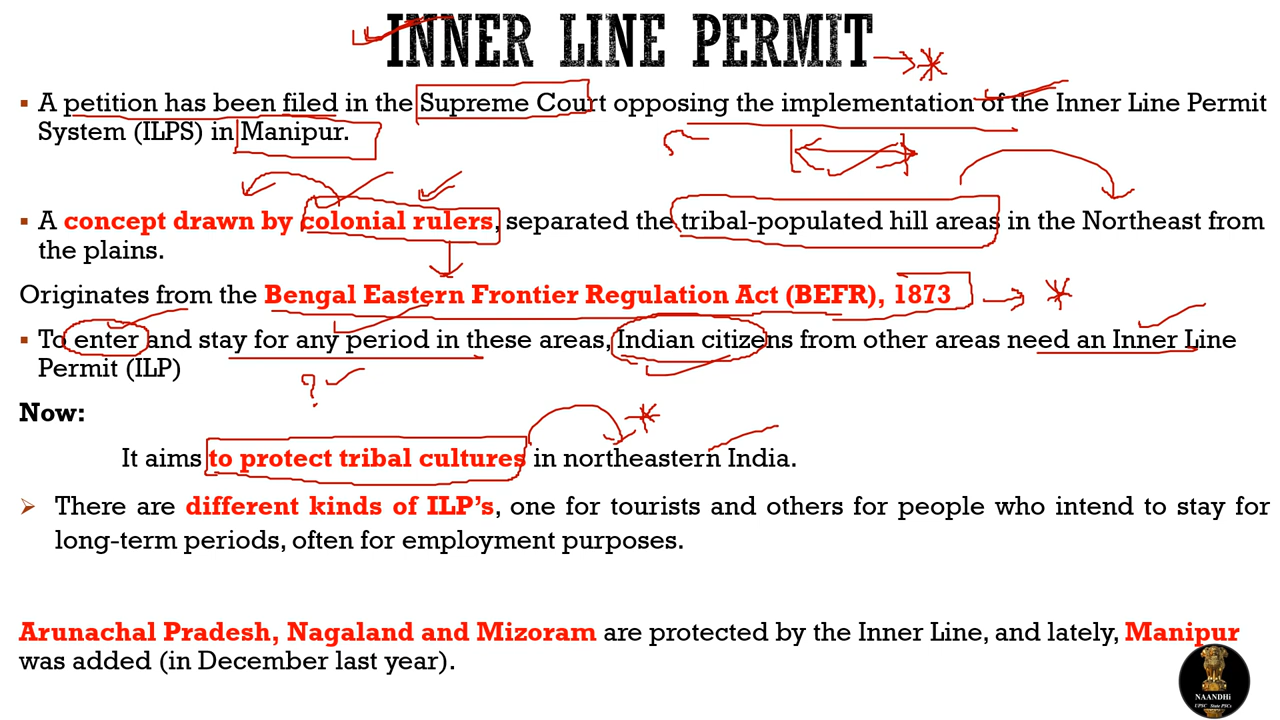 INNER LINE PERMIT
▪ A petition has been filed in the Supreme Court opposing the implementation of the Inner Line Permit
System (ILPS) in Manipur.
▪ A concept drawn by colonial rulers, separated the tribal-populated hill areas in the Northeast from
the plains.
Originates from the Bengal Eastern Frontier Regulation Act (BEFR), 1873
▪ To enter and stay for any period in these areas, Indian citizens from other areas need an Inner Line
Permit (ILP)
?
Now:
It aims to protect tribal cultures in northeastern India.
➢ There are different kinds of ILP's, one for tourists and others for people who intend to stay for
long-term periods, often for employment purposes.
Arunachal Pradesh, Nagaland and Mizoram are protected by the Inner Line, and lately, Manipur
was added (in December last year).
NAANDHi
UPSC State PSCs